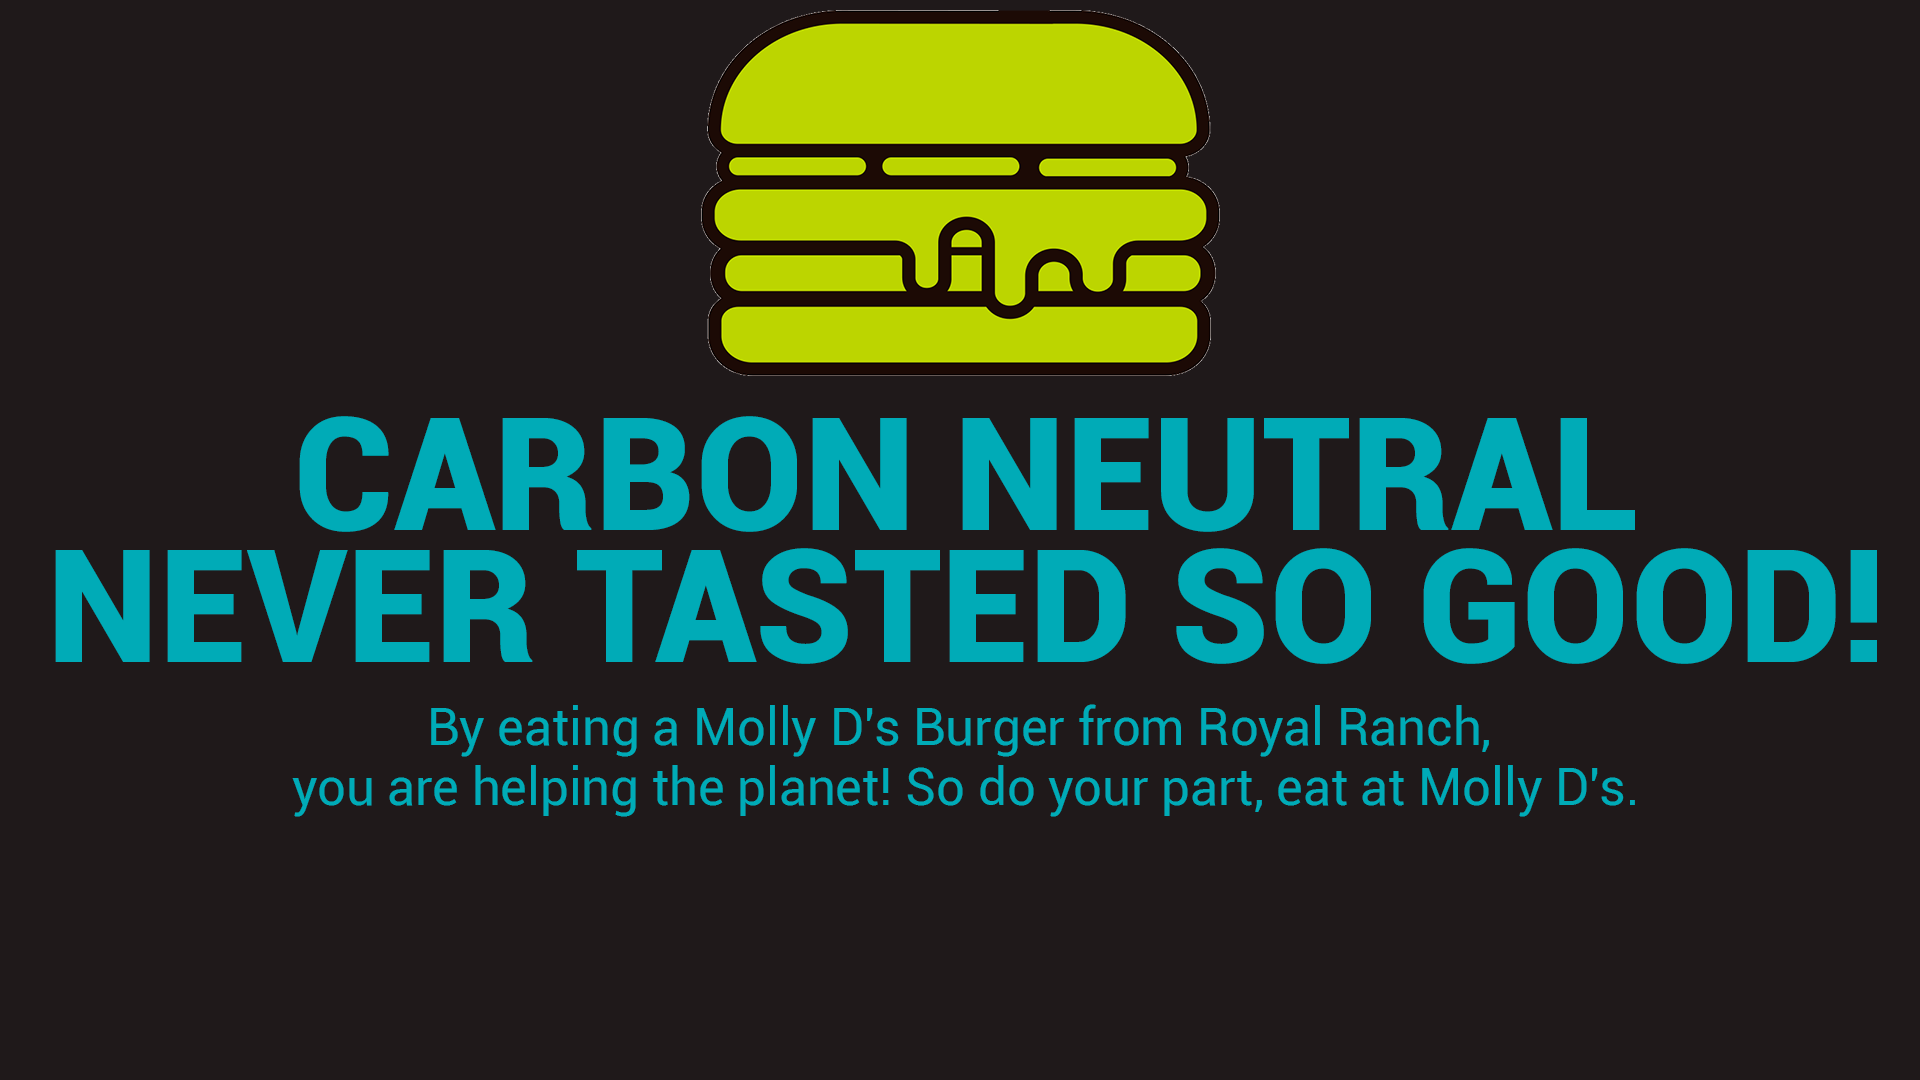 CARBON NEUTRAL
NEVER TASTED SO GOOD!
By eating a Molly D's Burger from Royal Ranch,
you are helping the planet! So do your part, eat at Molly D's.